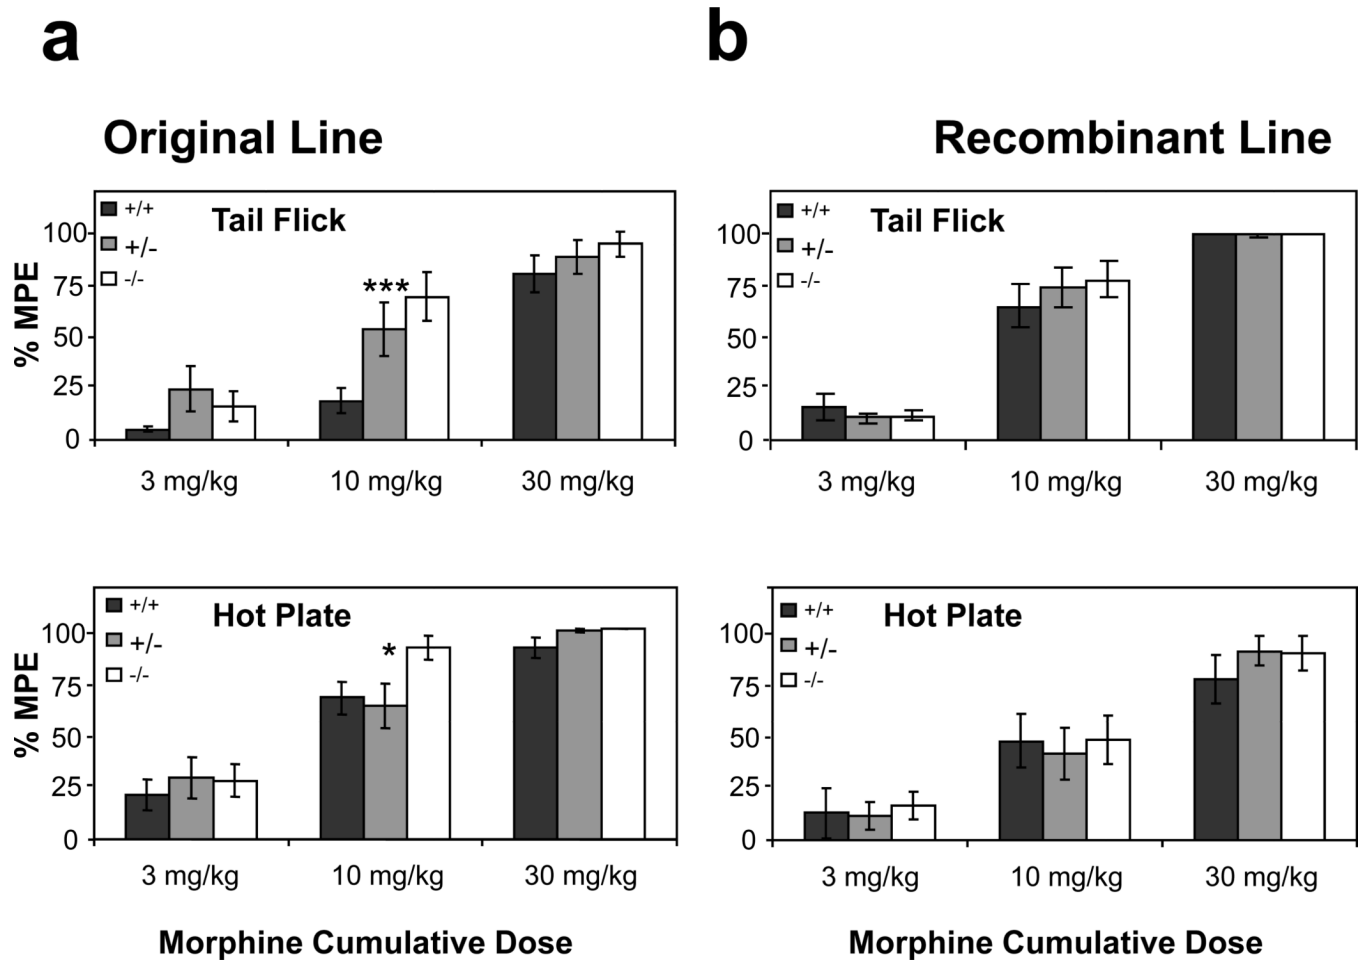 a
Original Line
+/+
+/-
-/-
Tail Flick
% MPE
100
75
50
25
0
***
3 mg/kg
10 mg/kg
30 mg/kg
+/+
+/-
-/-
Hot Plate
% MPE
100
75
50
25
0
*
3 mg/kg
10 mg/kg
30 mg/kg
Morphine Cumulative Dose
b
Recombinant Line
+/+
+/-
-/-
Tail Flick
100
75
50
25
0
3 mg/kg
10 mg/kg
30 mg/kg
+/+
+/-
-/-
Hot Plate
100
75
50
25
0
3 mg/kg
10 mg/kg
30 mg/kg
Morphine Cumulative Dose